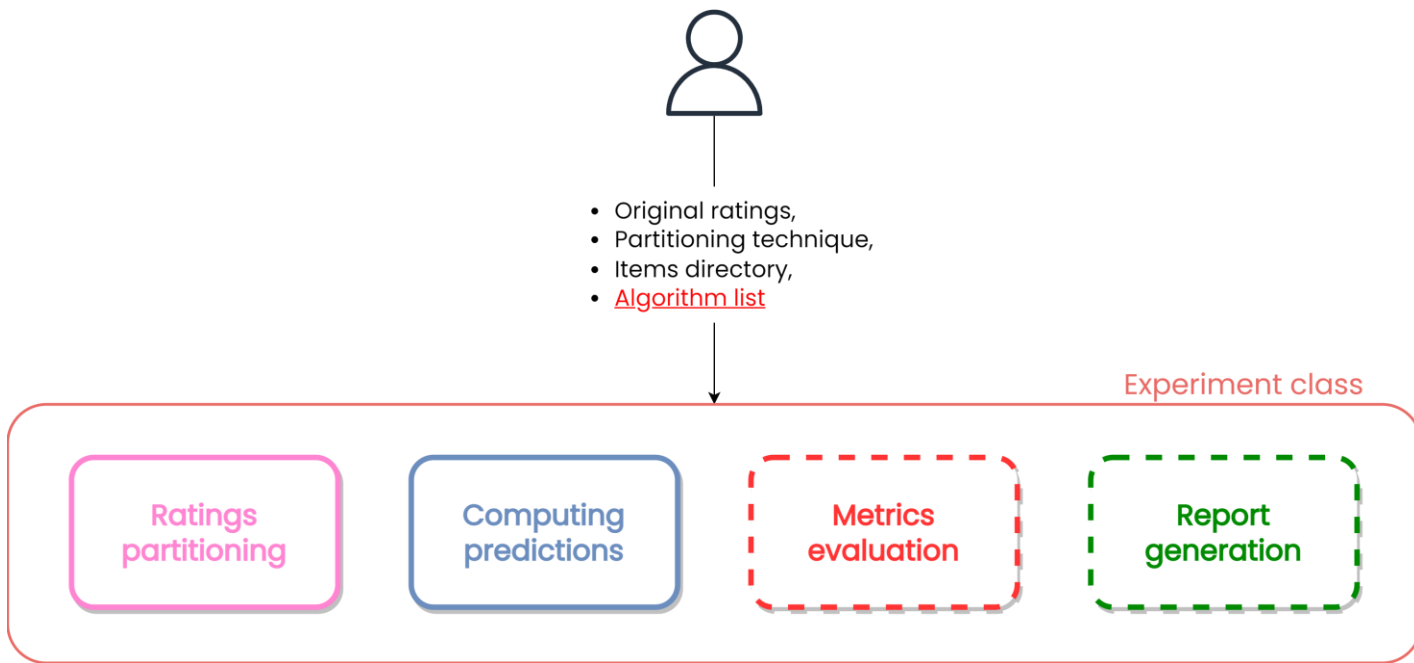 • Original ratings,
• Partitioning technique,
• Items directory,
• Algorithm list
Experiment class
Ratings
partitioning
Computing
predictions
Metrics
evaluation
Report
generation